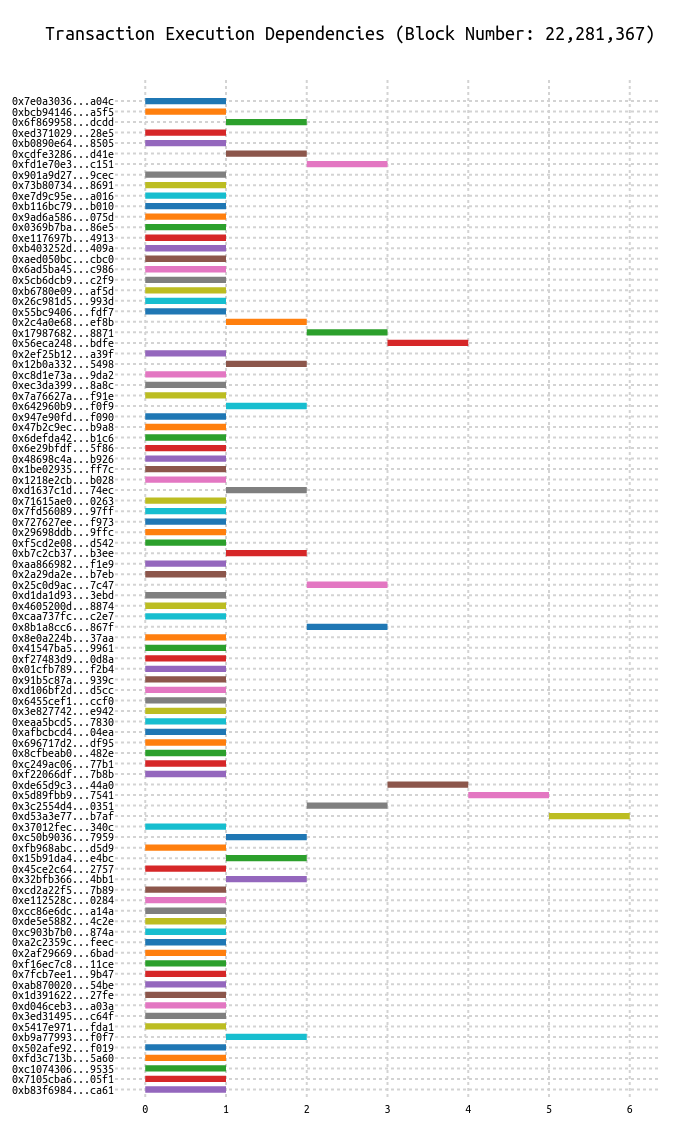 Transaction Execution Dependencies (Block Number: 22,281,367)
0x7e0a3036...a04c
0xbcb94146...a5f5
0x6f869958...dcdd
0xed371029...28e5
0xb0890e64...8505
0xcdfe3286...d41e
0xfd1e70e3...c151
0x901a9d27...9cec
0x73b80734...8691
0xe7d9c95e...a016
0xb116bc79...b010
0x9ad6a586...075d
0x0369b7ba...86e5
0xe117697b...4913
0xb403252d...409a
0xaed050bc...cbc0
0x6ad5ba45...c986
0x5cb6dcb9...c2f9
0xb6780e09...af5d
0x26c981d5...993d
0x55bc9406...fdf7
0x2c4a0e68...ef8b
0x17987682...8871
0x56eca248...bdfe
0x2ef25b12...a39f
0x12b0a332...5498
0xc8d1e73a...9da2
0xec3da399...8a8c
0x7a76627a...f91e
0x642960b9...f0f9
0x947e90fd...f090
0x47b2c9ec...b9a8
0x6defda42...b1c6
0x6e29bfdf...5f86
0x48698c4a...b926
0x1be02935...ff7c
0x1218e2cb...b028
0xd1637c1d...74ec
0x71615ae0...0263
0x7fd56089...97ff
0x727627ee...f973
0x29698ddb...9ffc
0xf5cd2e08...d542
0xb7c2cb37...b3ee
0xaa866982...f1e9
0x2a29da2e...b7eb
0x25c0d9ac...7c47
0xd1da1d93...3ebd
0x4605200d...8874
0xcaa737fc...c2e7
0x8b1a8cc6...867f
0x8e0a224b...37aa
0x41547ba5...9961
0xf27483d9...0d8a
0x01cfb789...f2b4
0x91b5c87a...939c
0xd106bf2d...d5cc
0x6455cef1...ccf0
0x3e827742...e942
0xeaa5bcd5...7830
0xafbcbcd4...04ea
0x696717d2...df95
0x8cfbeab0...482e
0xc249ac06...77b1
0xf22066df...7b8b
0xde65d9c3...44a0
0x5d89fbb9...7541
0x3c2554d4...0351
0xd53a3e77...b7af
0x37012fec...340c
0xc50b9036...7959
0xfb968abc...d5d9
0x15b91da4...e4bc
0x45ce2c64...2757
0x32bfb366...4bb1
0xcd2a22f5...7b89
0xe112528c...0284
0xcc86e6dc...a14a
0xde5e5882...4c2e
0xc903b7b0...874a
0xa2c2359c...feec
0x2af29669...6bad
0xf16ec7c8...11ce
0x7fcb7ee1...9b47
0xab870020...54be
0x1d391622...27fe
0xd046ceb3...a03a
0x3ed31495...c64f
0x5417e971...fda1
0xb9a77993...f0f7
0x502afe92...f019
0xfd3c713b...5a60
0xc1074306...9535
0x7105cba6...05f1
0xb83f6984...ca61
0 1 2 3 4 5 6